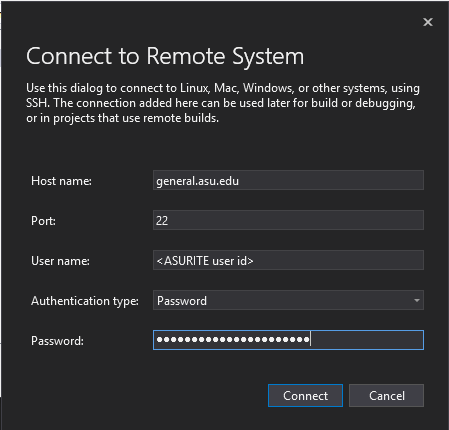 Connect to Remote System
Use this dialog to connect to Linux, Mac, Windows, or other systems, using
SSH. The connection added here can be used later for build or debugging,
or in projects that use remote builds.
Host name: general.asu.edu
Port: 22
User name: <ASURITE user id>
Authentication type: Password
Password: ●●●●●●●●●●●●●●●●●●●●●●
Connect Cancel